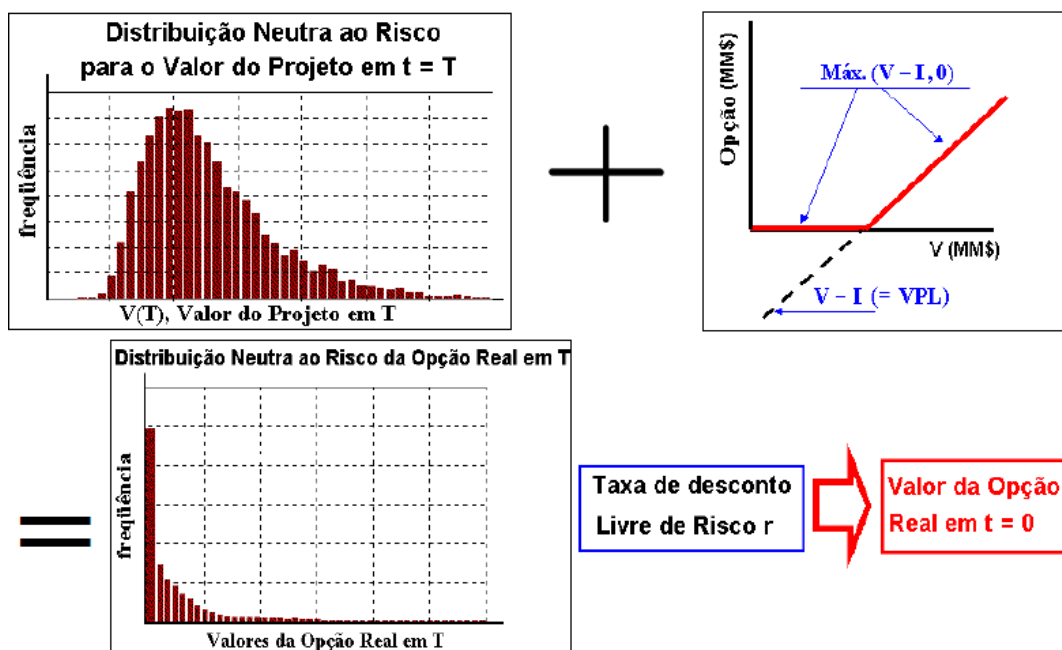 Distribuição Neutra ao Risco
para o Valor do Projeto em t = T
freqüência
V(T), Valor do Projeto em T
Máx. (V – I, 0)
Opção (MM$)
V (MM$)
V – I (= VPL)
Distribuição Neutra ao Risco da Opção Real em T
freqüência
Valores da Opção Real em T
Taxa de desconto
Livre de Risco r
Valor da Opção
Real em t = 0